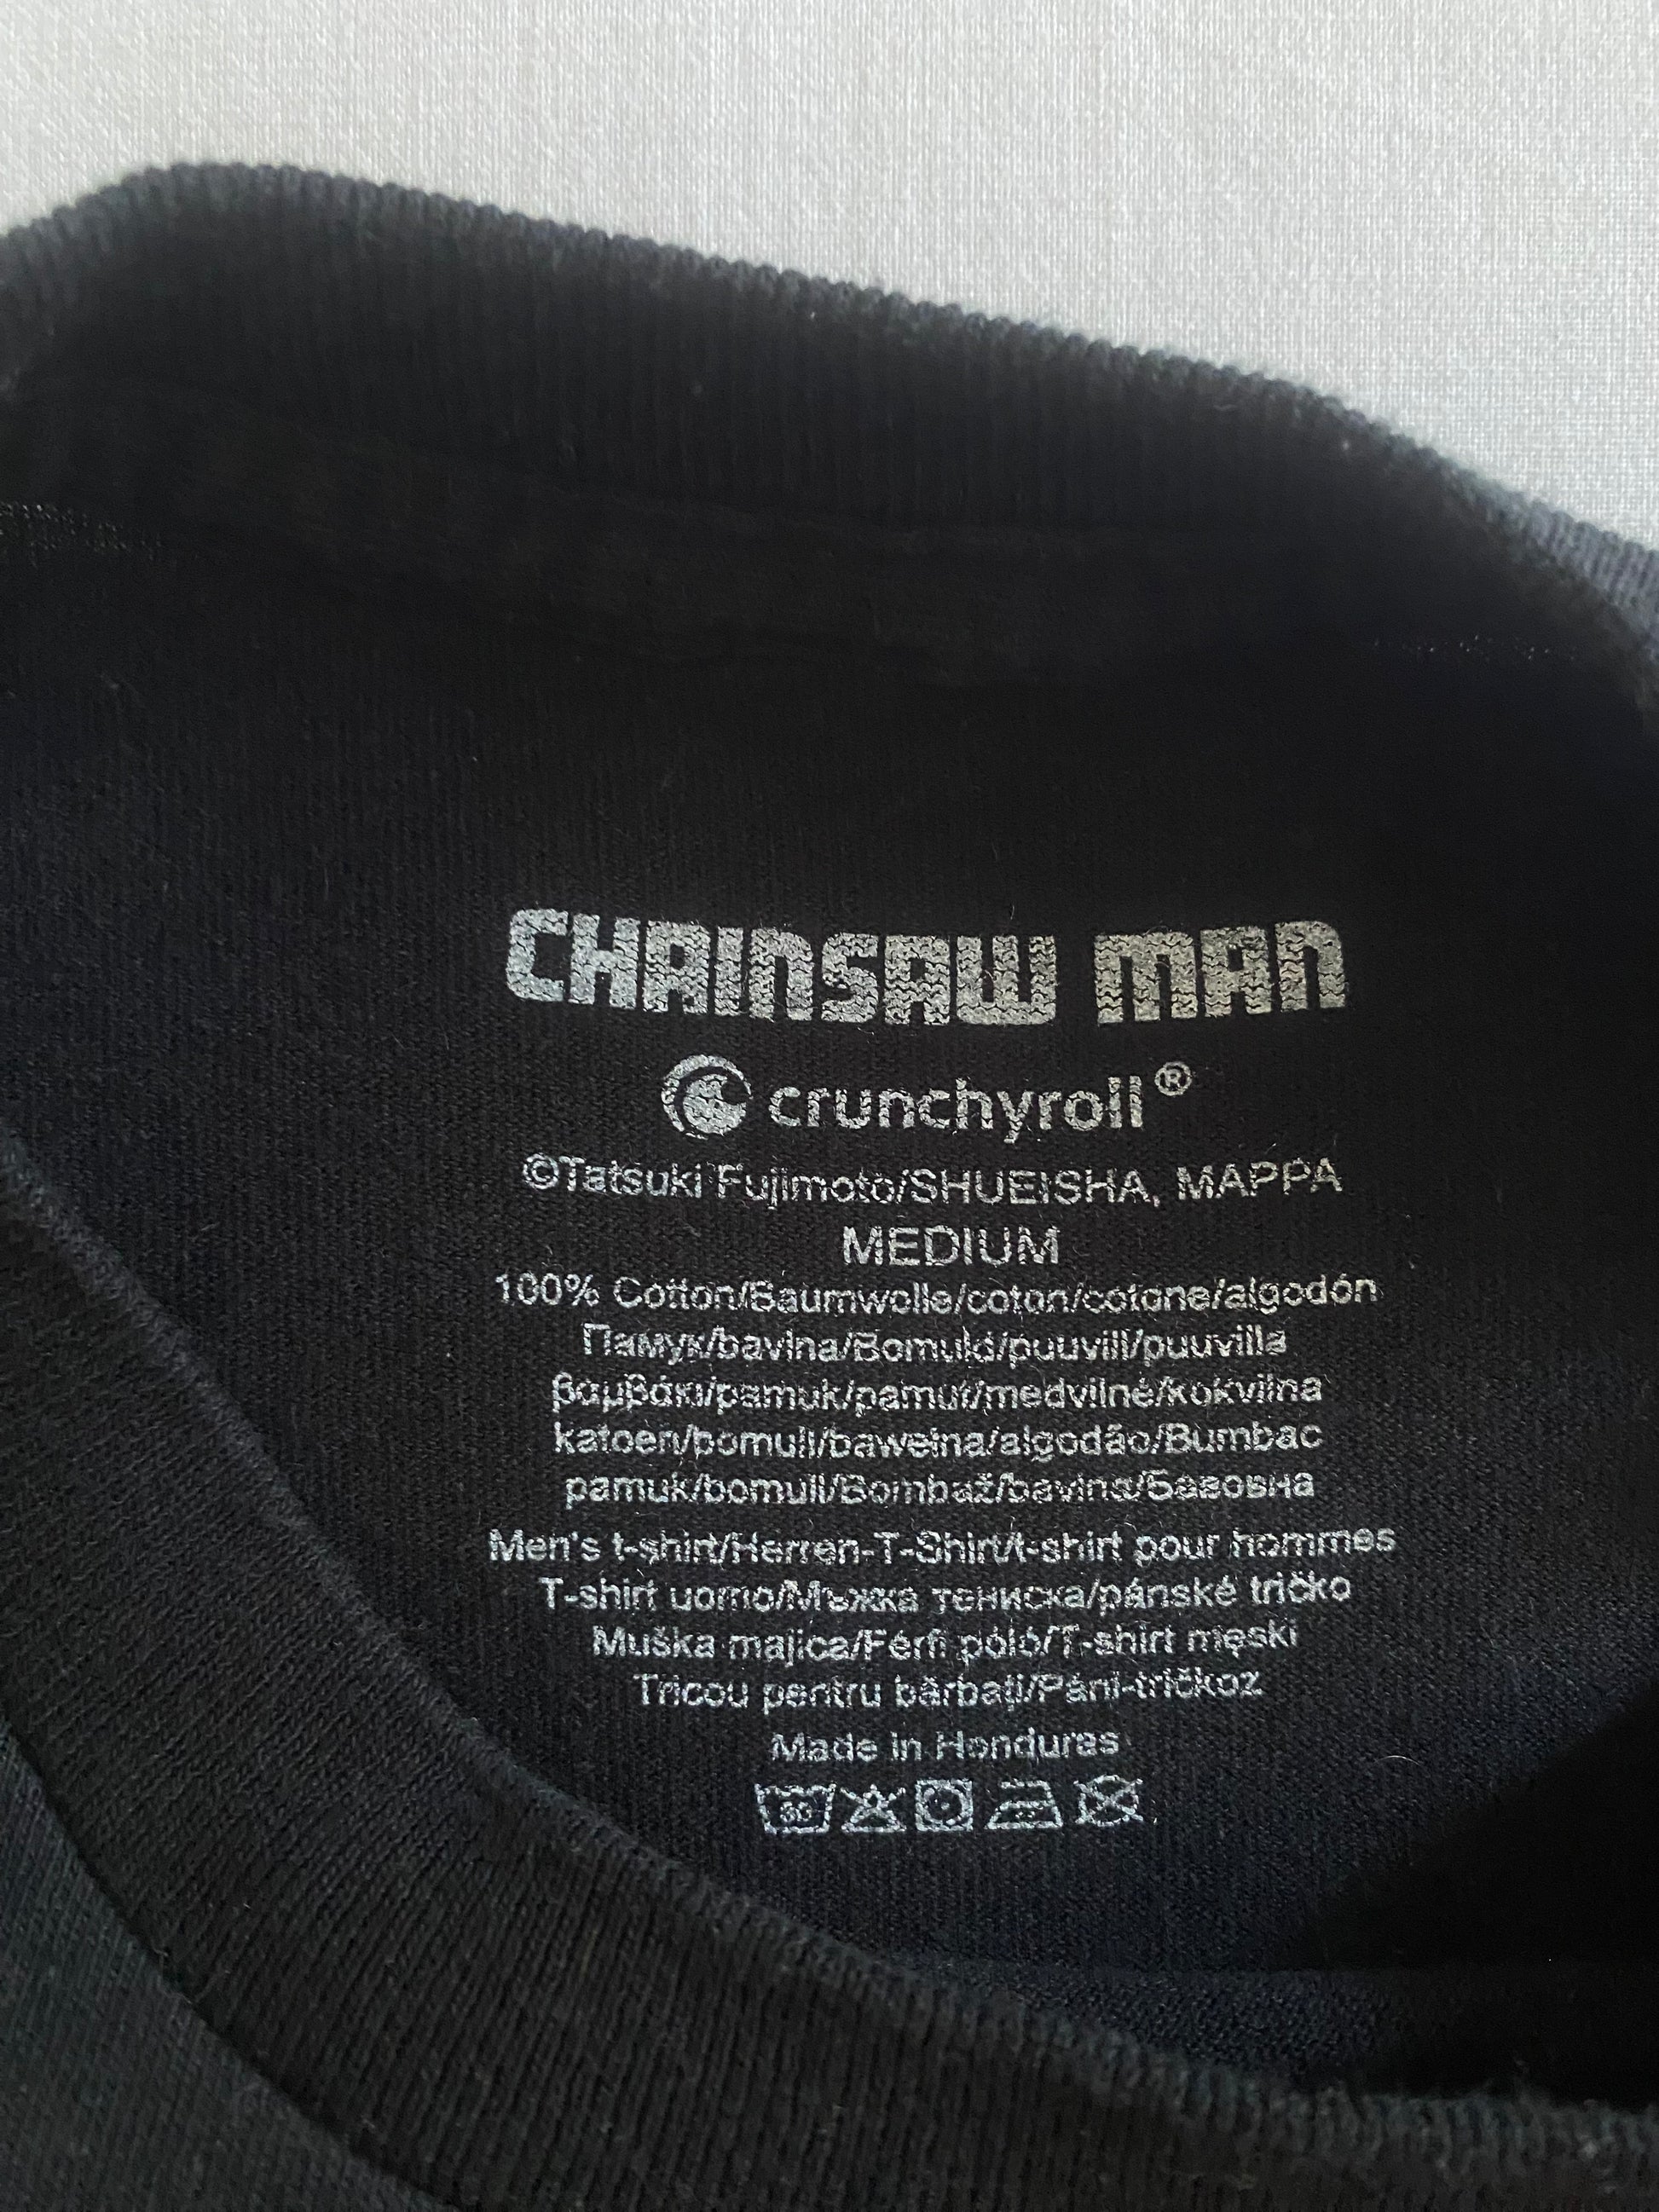 CHAINSAW MAN
crunchyroll®
©Tatsuki Fujimoto/SHUEISHA, MAPPA
MEDIUM
100% Cotton/Baumwolle/coton/cotone/algodón
Памук/bavlna/Bomuld/puuvill/puuvilla
βαμβάκι/pamuk/pamut/medvilnė/kokvilna
katoen/bomull/bawełna/algodão/Bumbac
pamuk/bomull/Bombaž/bavlna/Бавовна
Men's t-shirt/Herren-T-Shirt/t-shirt pour hommes
T-shirt uomo/Мъжка тениска/pánské tričko
Muška majica/Férfi póló/T-shirt męski
Tricou pentru bărbați/Páni-tričkoz
Made in Honduras